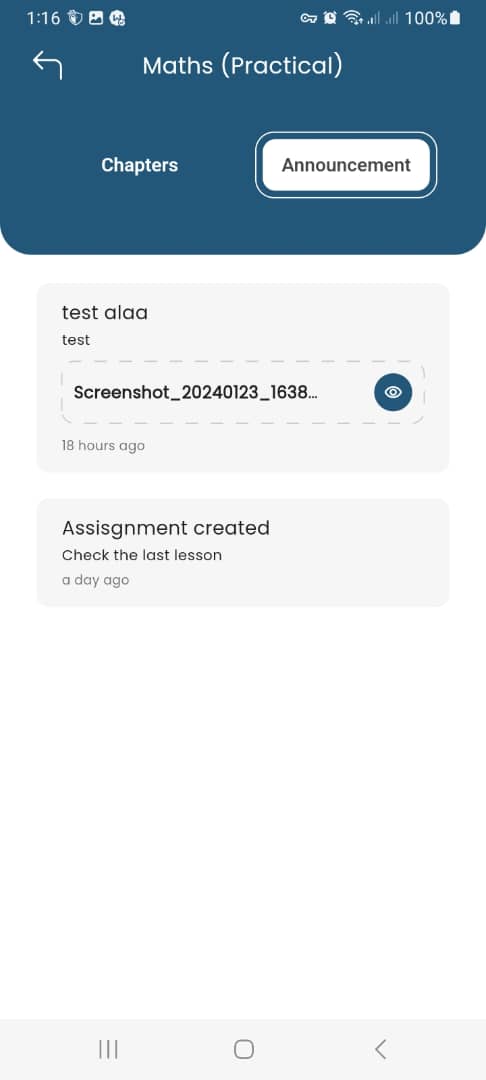 1:16 100%
Maths (Practical)
Chapters Announcement
test alaa
test
Screenshot_20240123_1638...
18 hours ago
Assisgnment created
Check the last lesson
a day ago